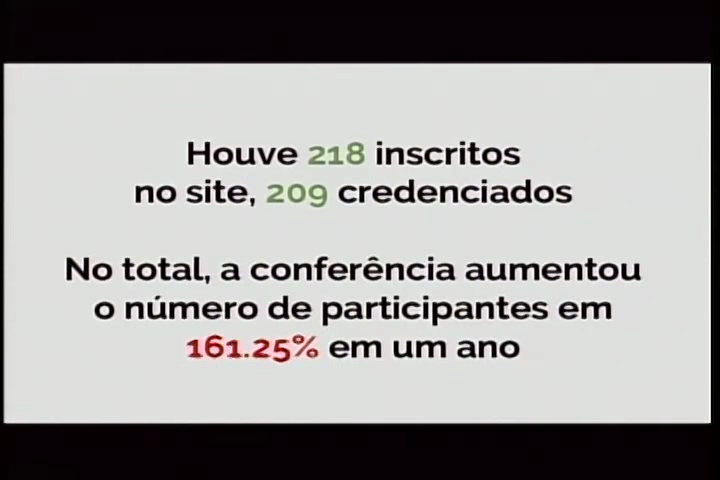 Houve 218 inscritos
no site, 209 credenciados
No total, a conferência aumentou
o número de participantes em
161.25% em um ano